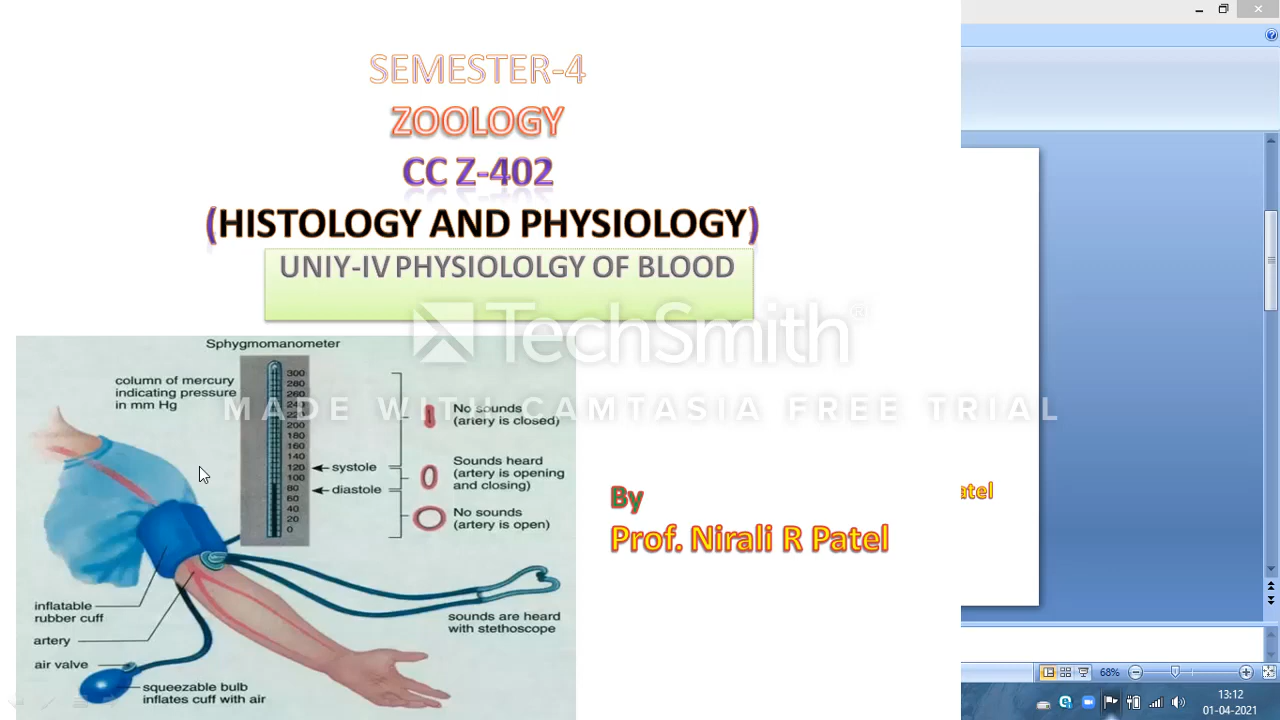 SEMESTER-4
ZOOLOGY
CC Z-402
(HISTOLOGY AND PHYSIOLOGY)
UNIY-IV PHYSIOLOLGY OF BLOOD
TechSmith®
MADE WITH CAMTASIA FREE TRIAL
Sphygmomanometer
column of mercury
indicating pressure
in mm Hg
300
280
260
240
220
200
180
160
140
120
100
80
60
40
20
0
systole
diastole
No sounds
(artery is closed)
Sounds heard
(artery is opening
and closing)
No sounds
(artery is open)
inflatable
rubber cuff
artery
air valve
squeezable bulb
inflates cuff with air
sounds are heard
with stethoscope
By
Prof. Nirali R Patel
atel
68%
13:12
01-04-2021